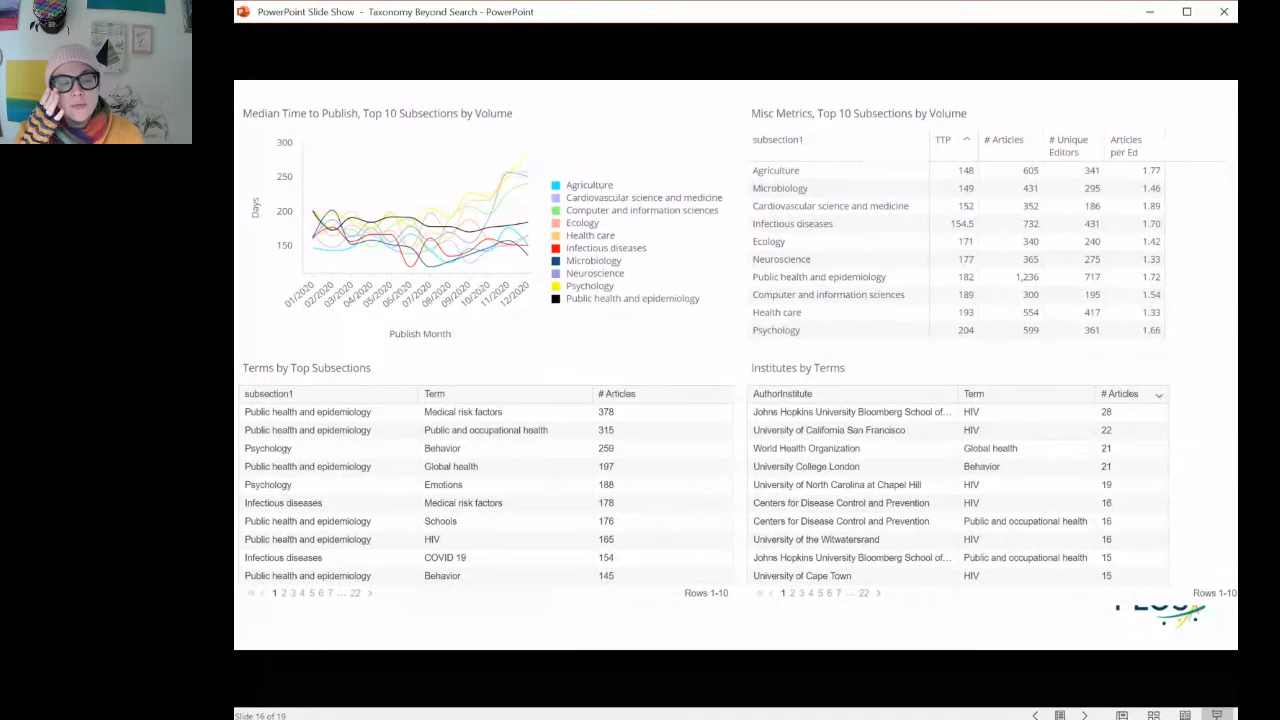 PowerPoint Slide Show - Taxonomy Beyond Search - PowerPoint
Median Time to Publish, Top 10 Subsections by Volume
300
250
200
150
Days
01/2020 02/2020 03/2020 04/2020 05/2020 06/2020 07/2020 08/2020 09/2020 10/2020 11/2020 12/2020
Publish Month
Agriculture
Cardiovascular science and medicine
Computer and information sciences
Ecology
Health care
Infectious diseases
Microbiology
Neuroscience
Psychology
Public health and epidemiology
Misc Metrics, Top 10 Subsections by Volume
subsection1 TTP # Articles # Unique Editors Articles per Ed
Agriculture 148 605 341 1.77
Microbiology 149 431 295 1.46
Cardiovascular science and medicine 152 352 186 1.89
Infectious diseases 154.5 732 431 1.70
Ecology 171 340 240 1.42
Neuroscience 177 365 275 1.33
Public health and epidemiology 182 1,236 717 1.72
Computer and information sciences 189 300 195 1.54
Health care 193 554 417 1.33
Psychology 204 599 361 1.66
Terms by Top Subsections
subsection1 Term # Articles
Public health and epidemiology Medical risk factors 378
Public health and epidemiology Public and occupational health 315
Psychology Behavior 259
Public health and epidemiology Global health 197
Psychology Emotions 188
Infectious diseases Medical risk factors 178
Public health and epidemiology Schools 176
Public health and epidemiology HIV 165
Infectious diseases COVID 19 154
Public health and epidemiology Behavior 145
« ‹ 1 2 3 4 5 6 7 ... 22 › Rows 1-10
Institutes by Terms
AuthorInstitute Term # Articles
Johns Hopkins University Bloomberg School of... HIV 28
University of California San Francisco HIV 22
World Health Organization Global health 21
University College London Behavior 21
University of North Carolina at Chapel Hill HIV 19
Centers for Disease Control and Prevention HIV 16
Centers for Disease Control and Prevention Public and occupational health 16
University of the Witwatersrand HIV 16
Johns Hopkins University Bloomberg School of... Public and occupational health 15
University of Cape Town HIV 15
« ‹ 1 2 3 4 5 6 7 ... 22 › Rows 1-10
Slide 16 of 19